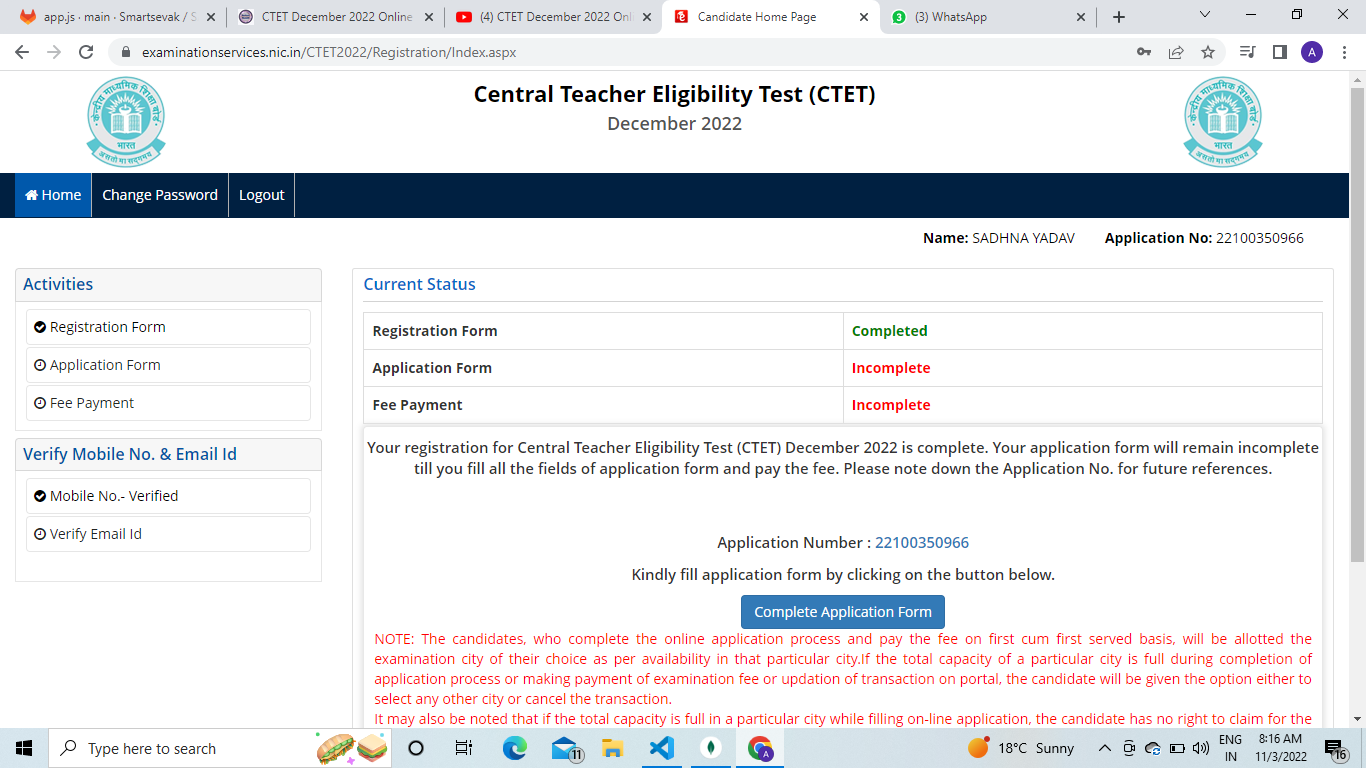 app.js · main · Smartsevak / S
CTET December 2022 Online
(4) CTET December 2022 Onl
Candidate Home Page
3
(3) WhatsApp
examinationservices.nic.in/CTET2022/Registration/Index.aspx
A
केन्द्रीय माध्यमिक शिक्षा बोर्ड
भारत
असतो मा सद्गमय
Central Teacher Eligibility Test (CTET)
December 2022
केन्द्रीय माध्यमिक शिक्षा बोर्ड
भारत
असतो मा सद्गमय
Home
Change Password
Logout
Name: SADHNA YADAV
Application No: 22100350966
Activities
Registration Form
Application Form
Fee Payment
Verify Mobile No. & Email Id
Mobile No.- Verified
Verify Email Id
Current Status
Registration Form Completed
Application Form Incomplete
Fee Payment Incomplete
Your registration for Central Teacher Eligibility Test (CTET) December 2022 is complete. Your application form will remain incomplete
till you fill all the fields of application form and pay the fee. Please note down the Application No. for future references.
Application Number : 22100350966
Kindly fill application form by clicking on the button below.
Complete Application Form
NOTE: The candidates, who complete the online application process and pay the fee on first cum first served basis, will be allotted the
examination city of their choice as per availability in that particular city.If the total capacity of a particular city is full during completion of
application process or making payment of examination fee or updation of transaction on portal, the candidate will be given the option either to
select any other city or cancel the transaction.
It may also be noted that if the total capacity is full in a particular city while filling on-line application, the candidate has no right to claim for the
Type here to search
11
A
18°C Sunny
ENG
IN
8:16 AM
11/3/2022
16